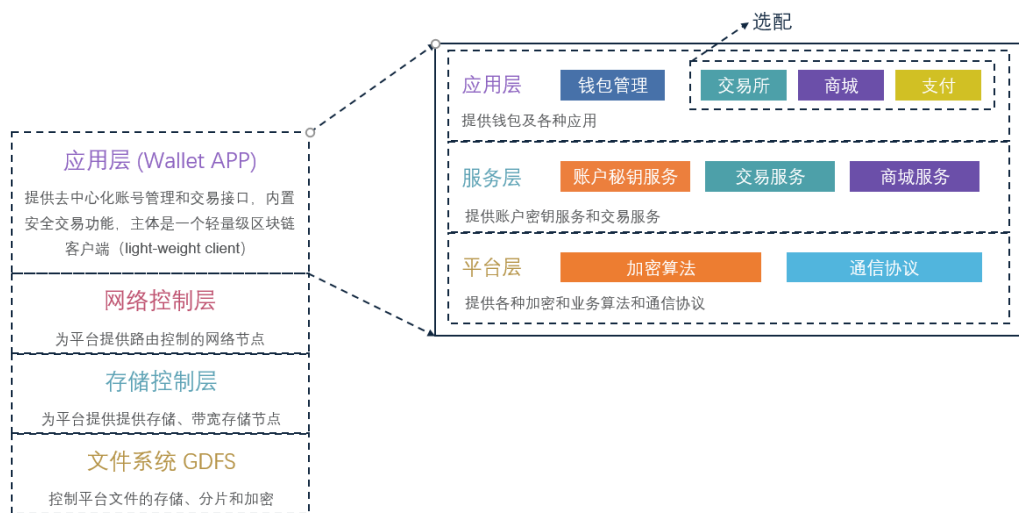 选配
应用层 钱包管理 交易所 商城 支付
提供钱包及各种应用
服务层 账户秘钥服务 交易服务 商城服务
提供账户密钥服务和交易服务
平台层 加密算法 通信协议
提供各种加密和业务算法和通信协议
应用层 (Wallet APP)
提供去中心化账号管理和交易接口，内置
安全交易功能，主体是一个轻量级区块链
客户端（light-weight client）
网络控制层
为平台提供路由控制的网络节点
存储控制层
为平台提供提供存储、带宽存储节点
文件系统 GDFS
控制平台文件的存储、分片和加密